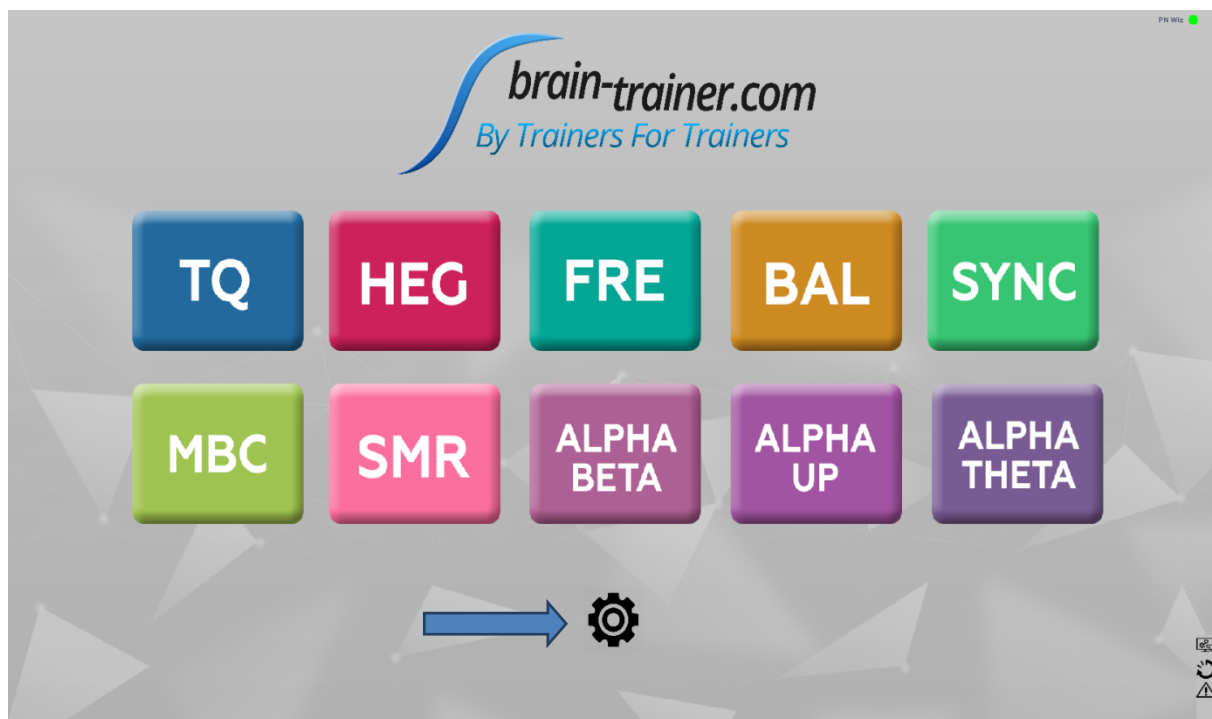 PN Wiz
brain-trainer.com
By Trainers For Trainers
TQ
HEG
FRE
BAL
SYNC
MBC
SMR
ALPHA
BETA
ALPHA
UP
ALPHA
THETA